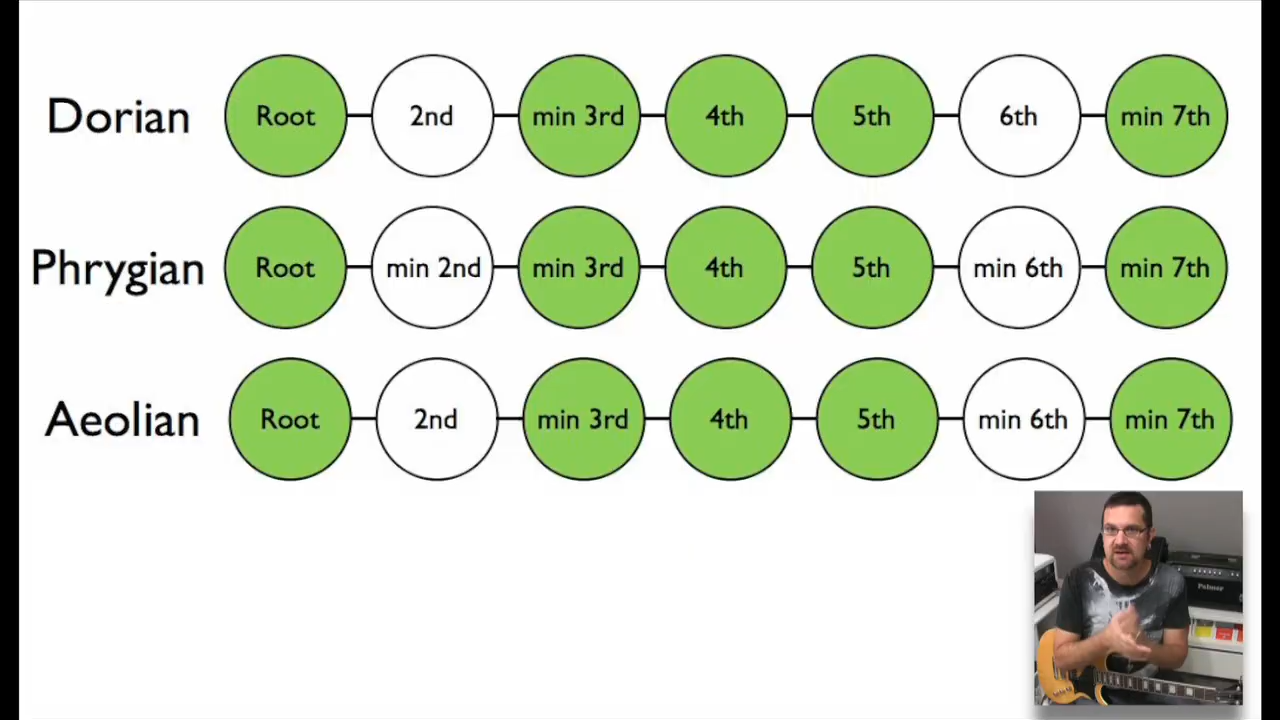 Dorian Root 2nd min 3rd 4th 5th 6th min 7th
Phrygian Root min 2nd min 3rd 4th 5th min 6th min 7th
Aeolian Root 2nd min 3rd 4th 5th min 6th min 7th
Palmer